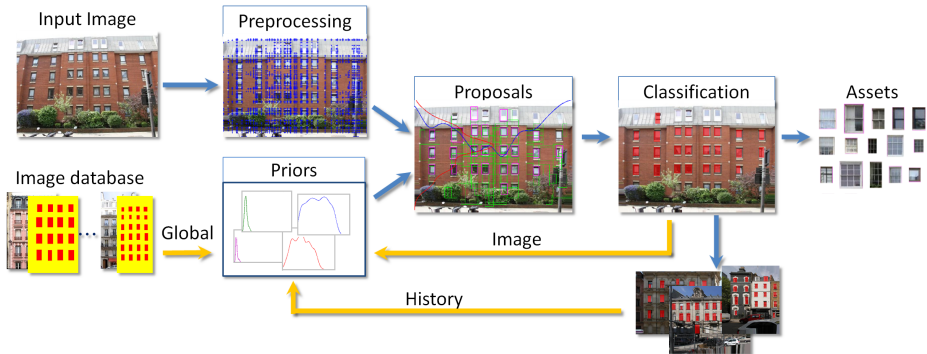 Input Image
Preprocessing
Proposals
Classification
Assets
Image database
Priors
Global
Image
History